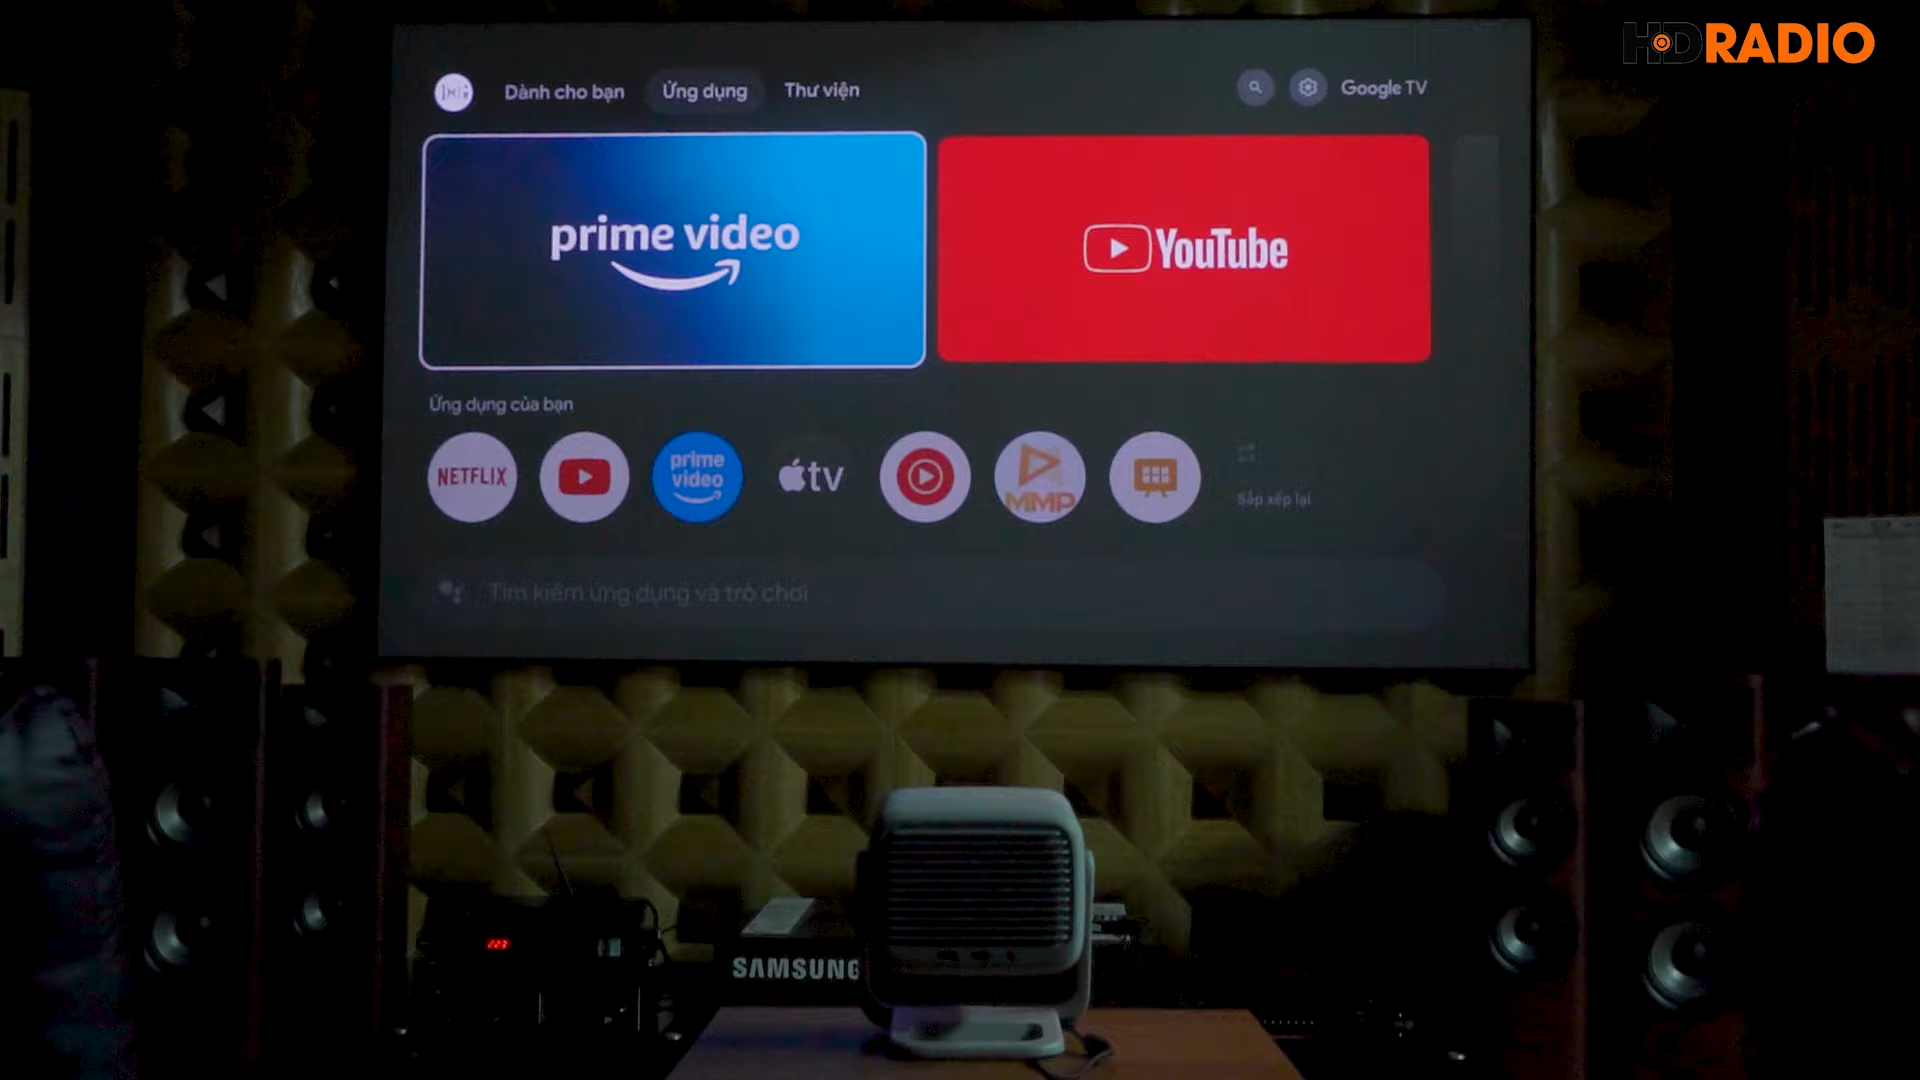 HDRADIO
Dành cho bạn Ứng dụng Thư viện Google TV
prime video
YouTube
Ứng dụng của bạn
NETFLIX
prime
video
tv
MMP
Sắp xếp lại
Tìm kiếm ứng dụng và trò chơi
SAMSUNG